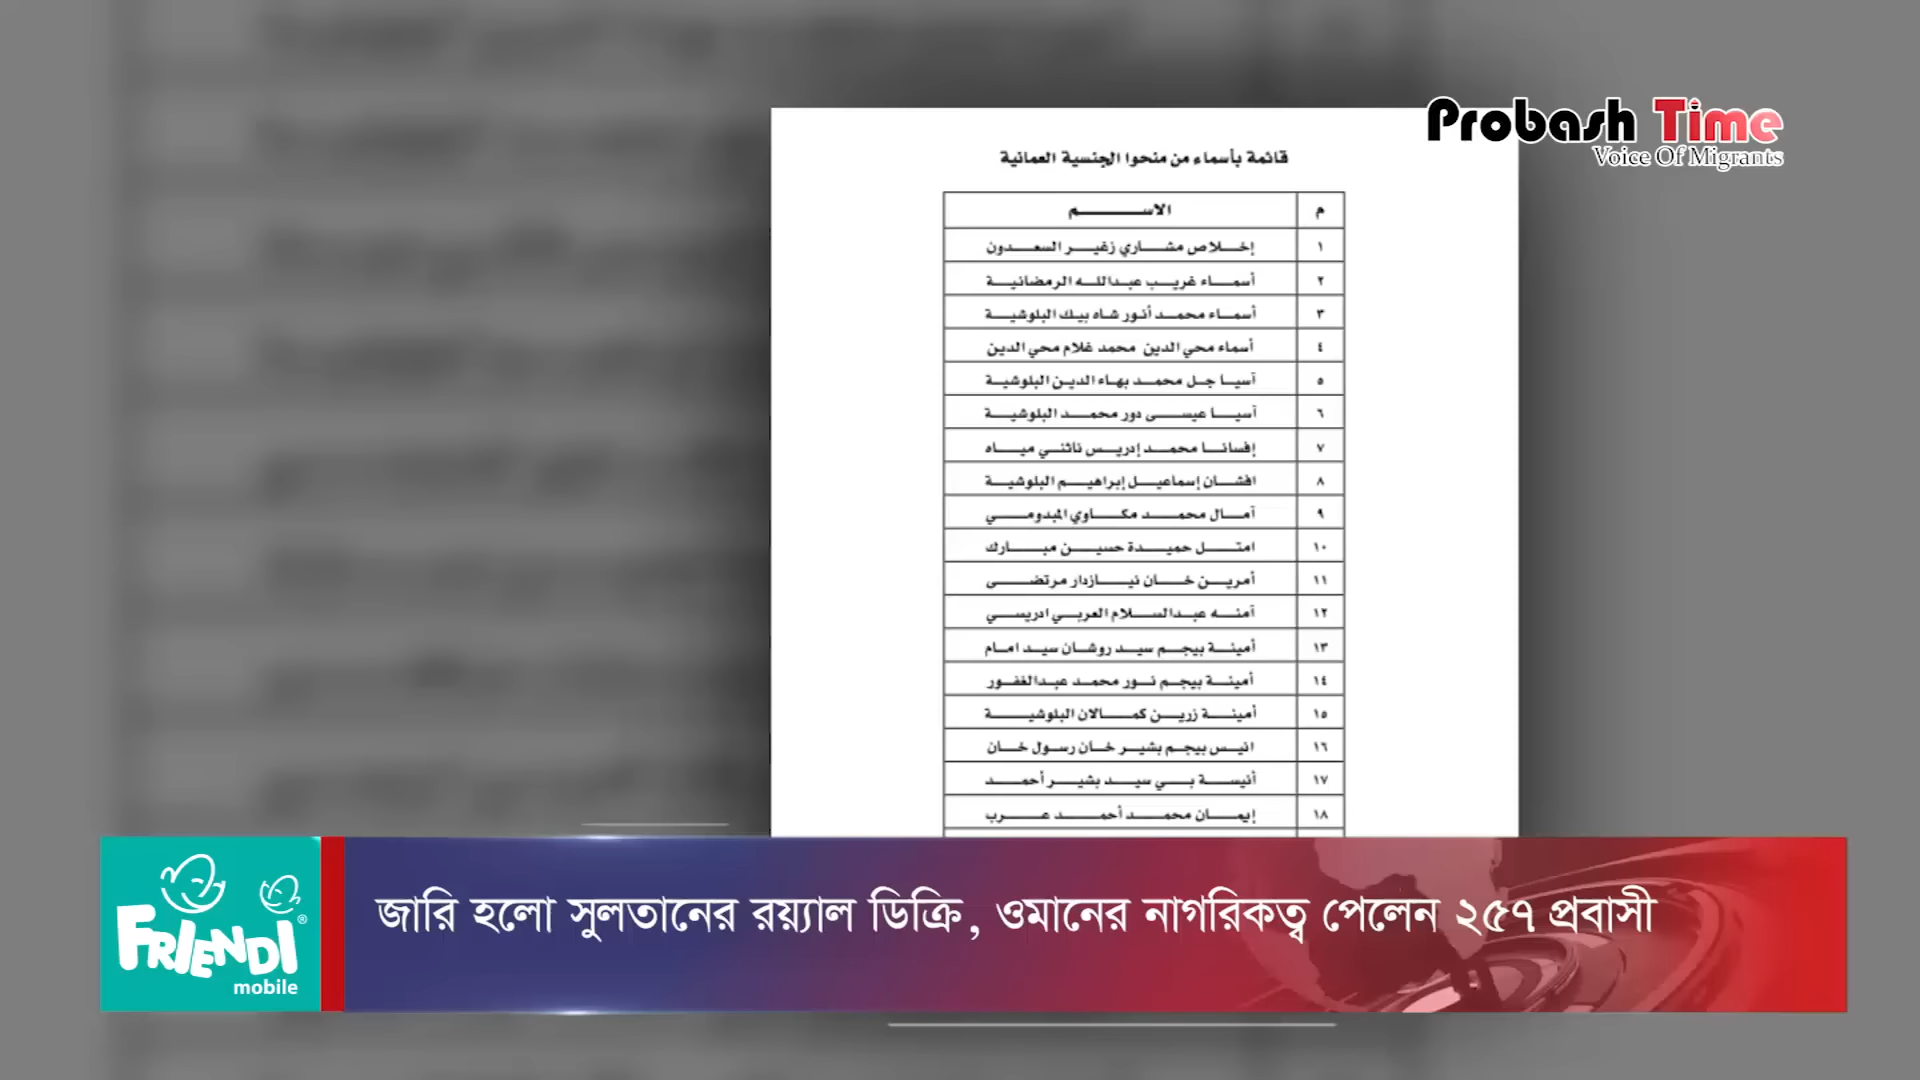 Probash Time
Voice Of Migrants
قائمة بأسماء من منحوا الجنسية العمانية
م الاســـــم
١ إخلاص مشاري زغير السعدون
٢ أسماء غريب عبدالله الرمضانية
٣ أسماء محمد أنور شاه بيك البلوشية
٤ أسماء محي الدين محمد غلام محي الدين
٥ آسيا جل محمد بهاء الدين البلوشية
٦ آسيا عيسى دور محمد البلوشية
٧ إفسانا محمد إدريس ناثني مياه
٨ افشان إسماعيل إبراهيم البلوشية
٩ آمال محمد مكاوي المبدومي
١٠ امتل حميدة حسين مبارك
١١ أمرين خان نيازدار مرتضى
١٢ آمنه عبدالسلام العربي ادريسي
١٣ أمينة بيجم سيد روشان سيد امام
١٤ أمينة بيجم نور محمد عبدالغفور
١٥ أمينة زرين كمالان البلوشية
١٦ انيس بيجم بشير خان رسول خان
١٧ أنيسة بي سيد بشير أحمد
١٨ إيمان محمد أحمد عرب
FRiENDi
mobile
জারি হলো সুলতানের রয়্যাল ডিক্রি, ওমানের নাগরিকত্ব পেলেন ২৫৭ প্রবাসী